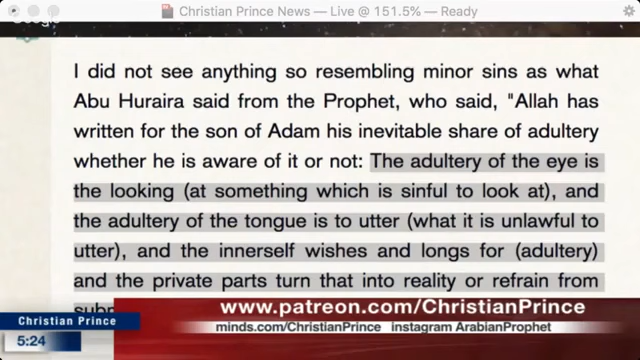 Christian Prince News — Live @ 151.5% — Ready
I did not see anything so resembling minor sins as what
Abu Huraira said from the Prophet, who said, "Allah has
written for the son of Adam his inevitable share of adultery
whether he is aware of it or not: The adultery of the eye is
the looking (at something which is sinful to look at), and
the adultery of the tongue is to utter (what it is unlawful to
utter), and the innerself wishes and longs for (adultery)
and the private parts turn that into reality or refrain from
www.patreon.com/ChristianPrince
Christian Prince
minds.com/ChristianPrince instagram ArabianProphet
5:24